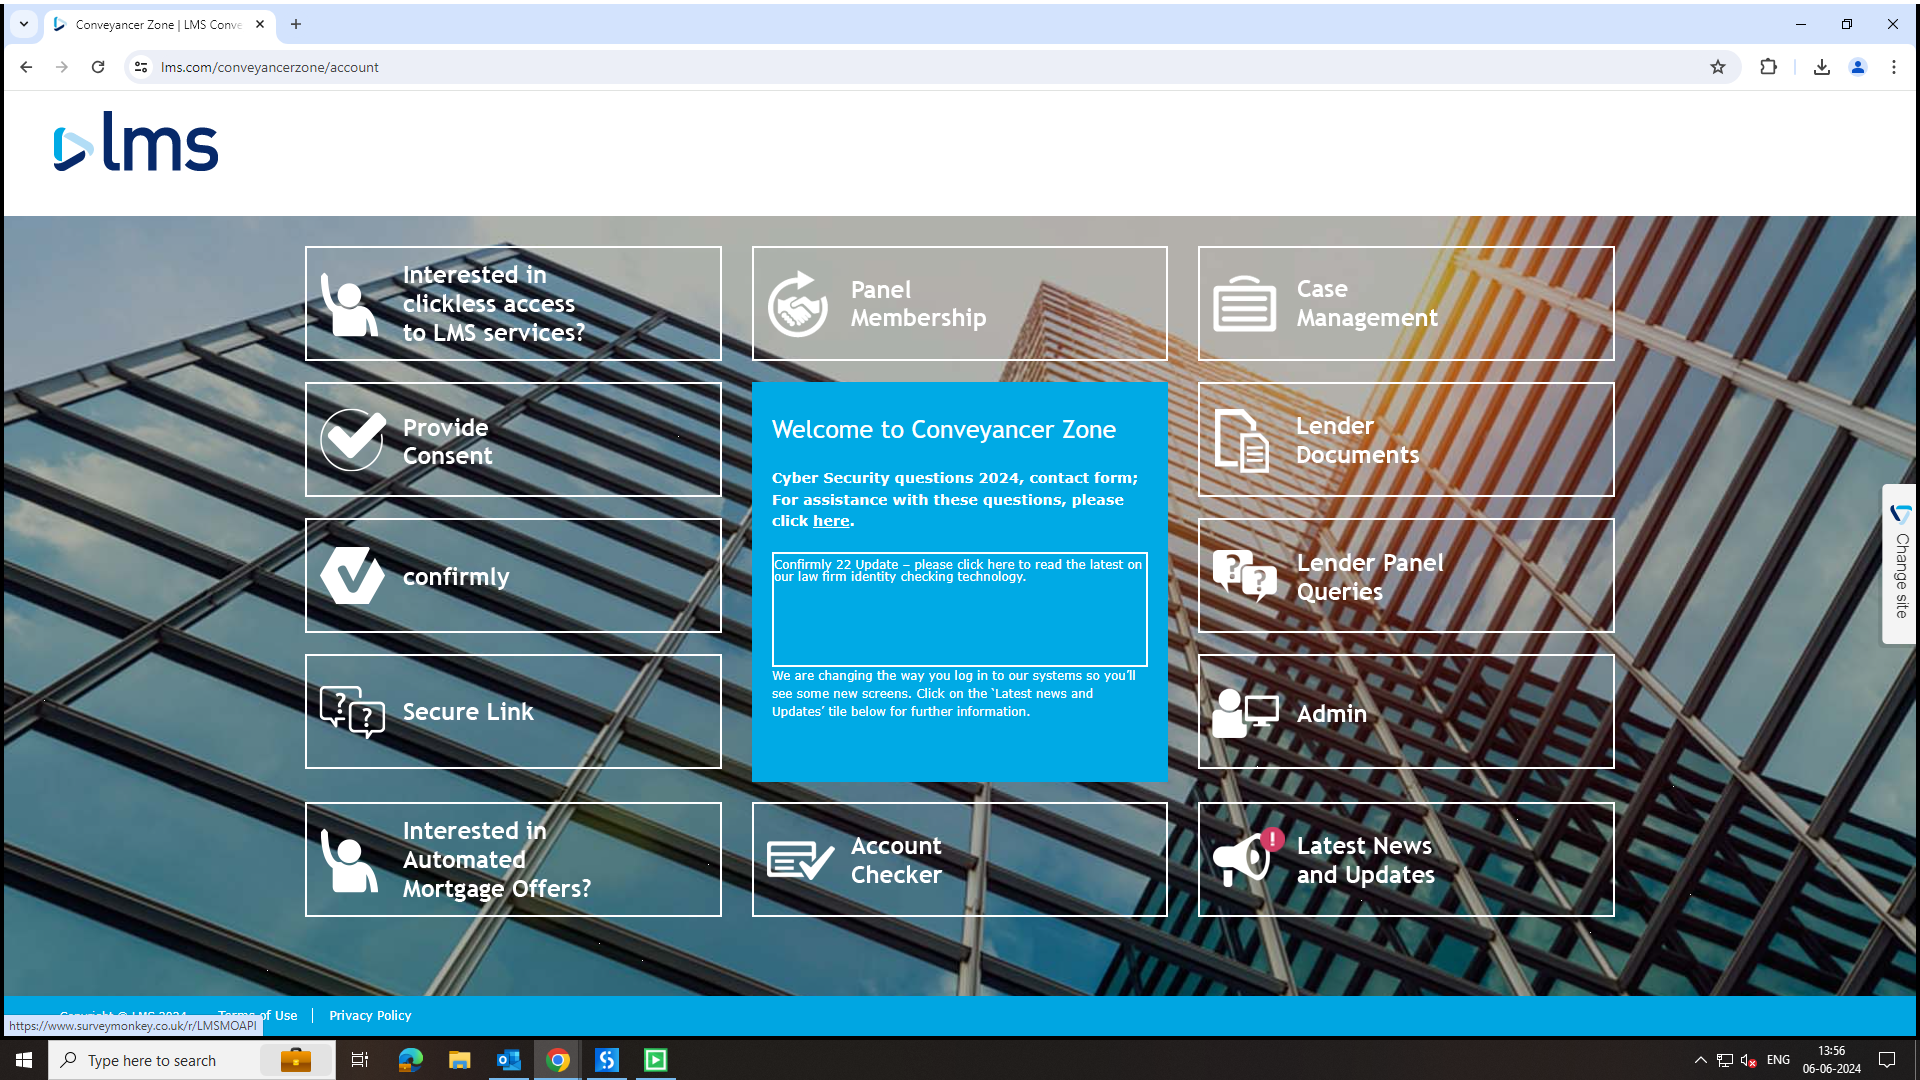 Conveyancer Zone | LMS Conve
lms.com/conveyancerzone/account
lms
Interested in
clickless access
to LMS services?
Panel
Membership
Case
Management
Provide
Consent
Welcome to Conveyancer Zone
Cyber Security questions 2024, contact form;
For assistance with these questions, please
click here.
Confirmly 22 Update – please click here to read the latest on
our law firm identity checking technology.
We are changing the way you log in to our systems so you’ll
see some new screens. Click on the ‘Latest news and
Updates’ tile below for further information.
Lender
Documents
confirmly
Lender Panel
Queries
Change site
Secure Link
Admin
Interested in
Automated
Mortgage Offers?
Account
Checker
Latest News
and Updates
Copyright © LMS 2024
Terms of Use
Privacy Policy
https://www.surveymonkey.co.uk/r/LMSMOAPI
Type here to search
ENG
13:56
06-06-2024